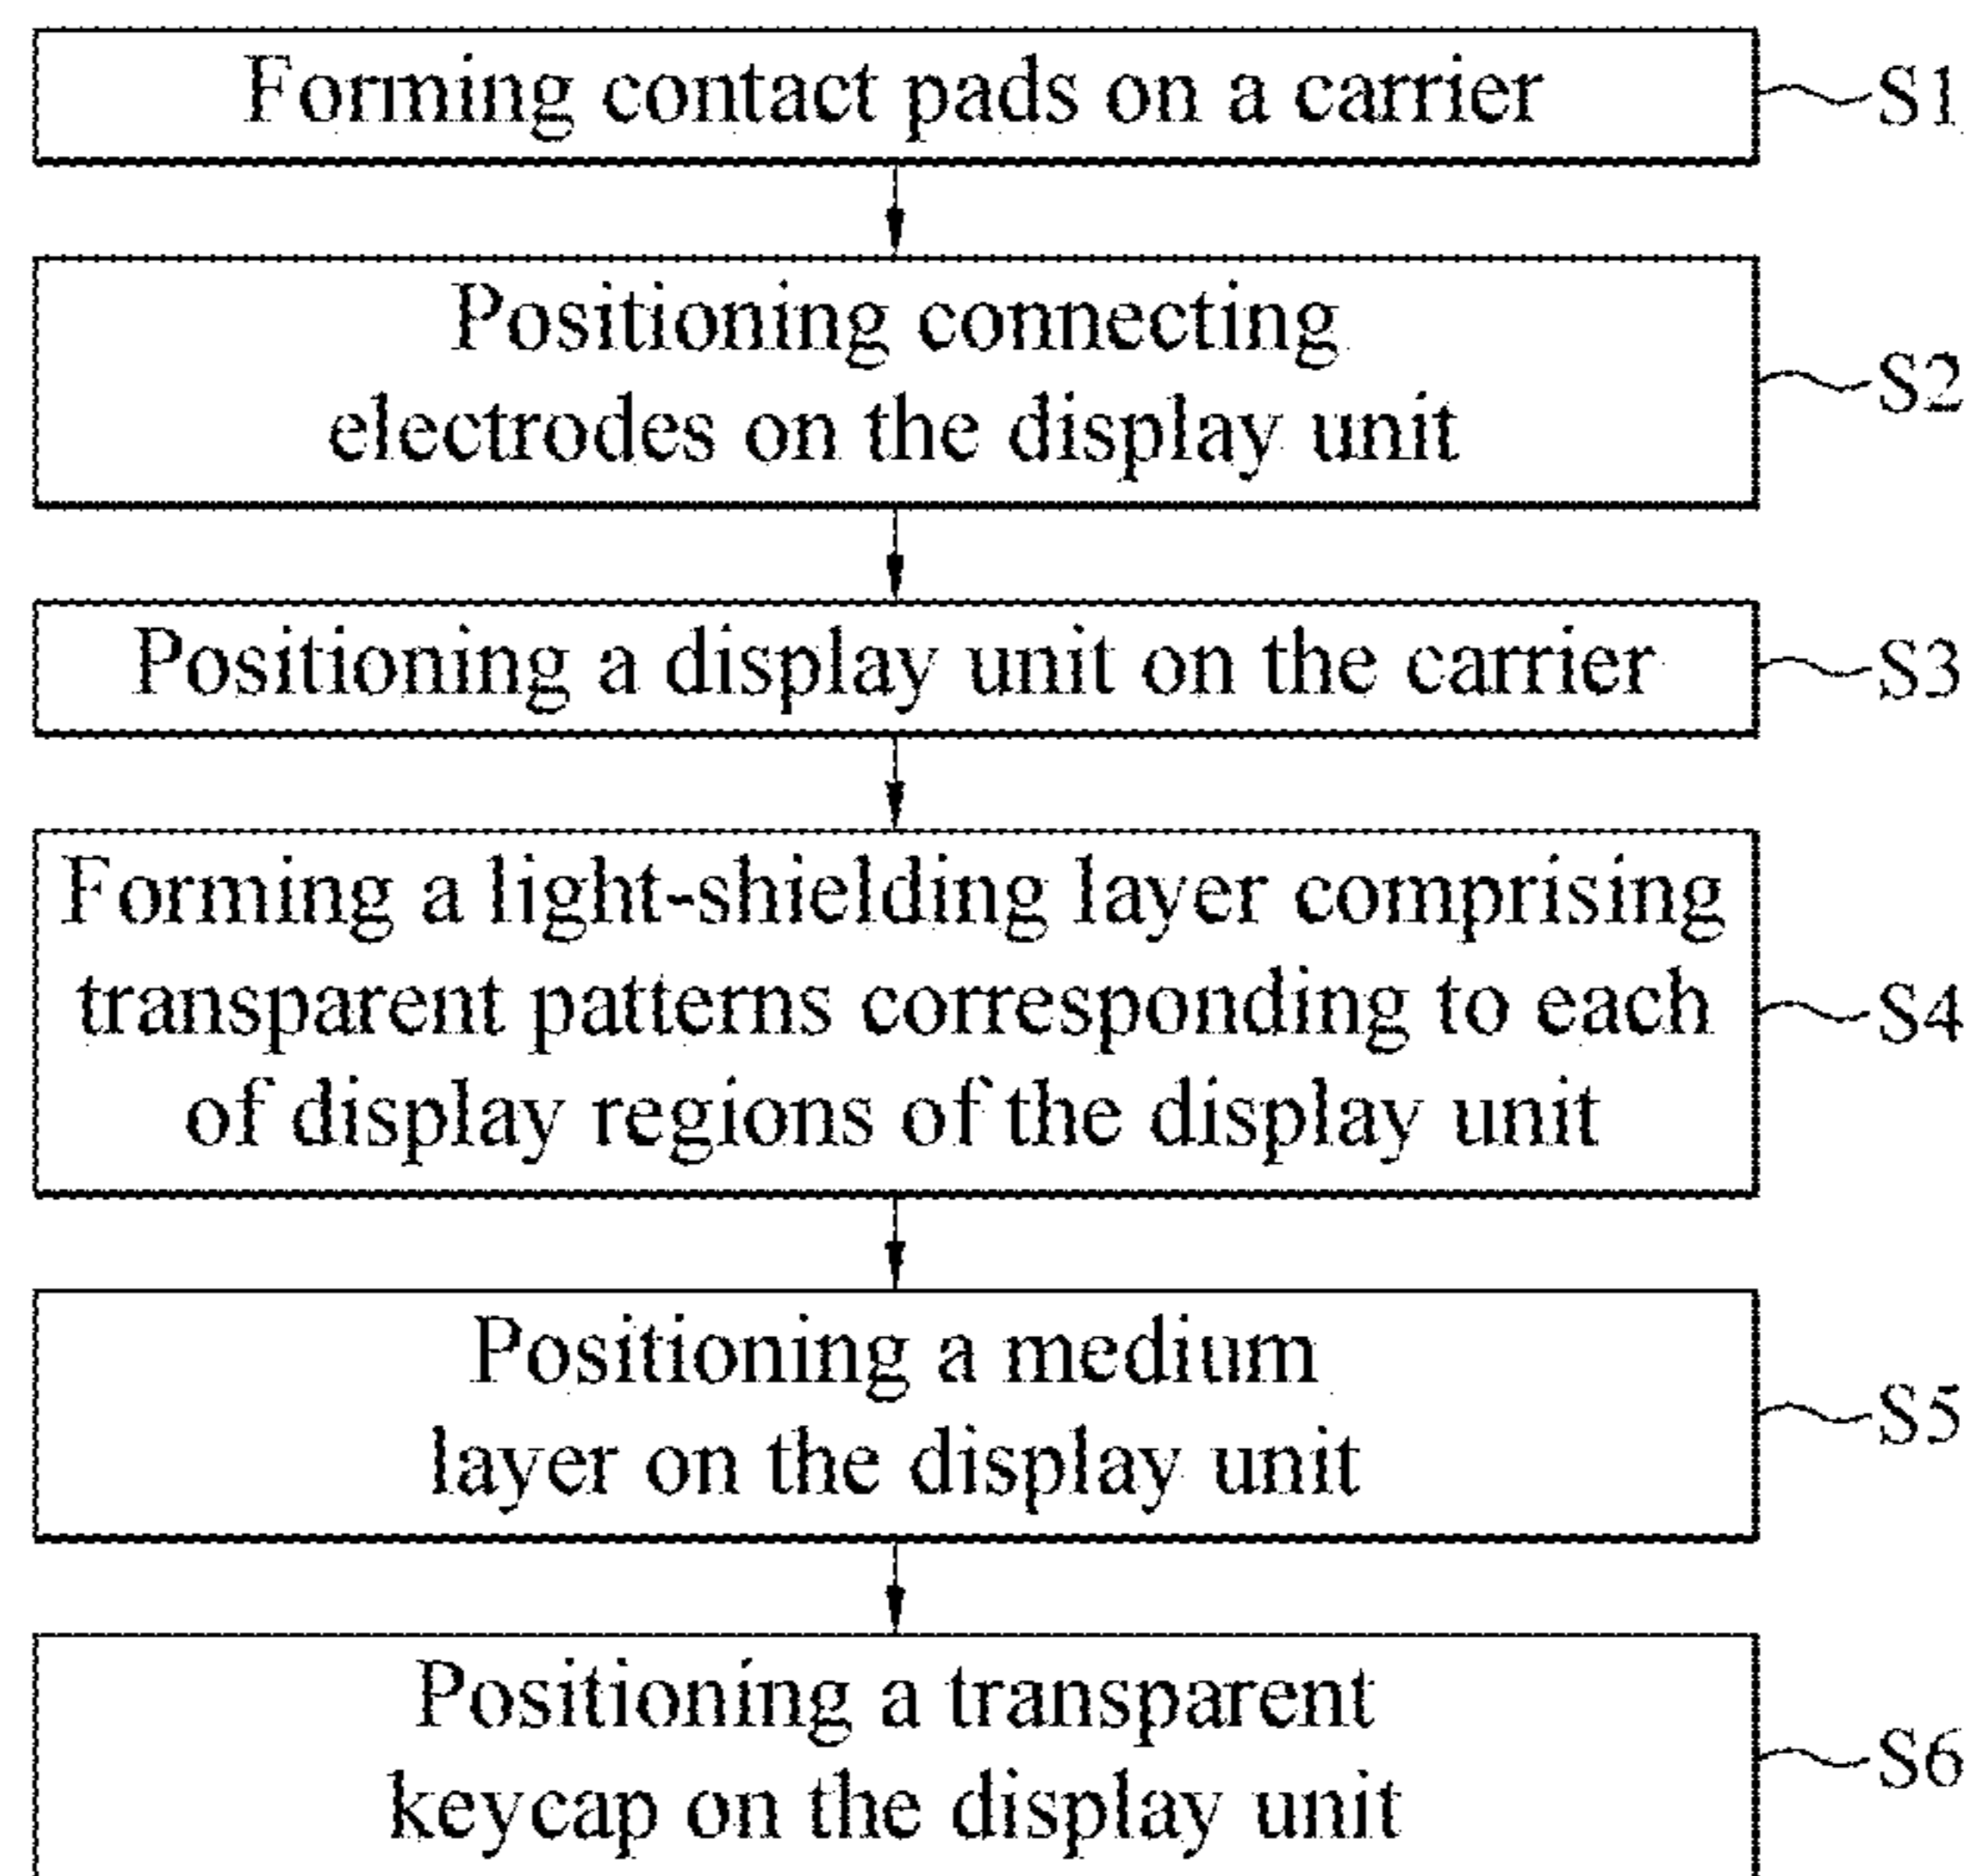 Forming contact pads on a carrier
S1
Positioning connecting
electrodes on the display unit
S2
Positioning a display unit on the carrier
S3
Forming a light-shielding layer comprising
transparent patterns corresponding to each
of display regions of the display unit
S4
Positioning a medium
layer on the display unit
S5
Positioning a transparent
keycap on the display unit
S6